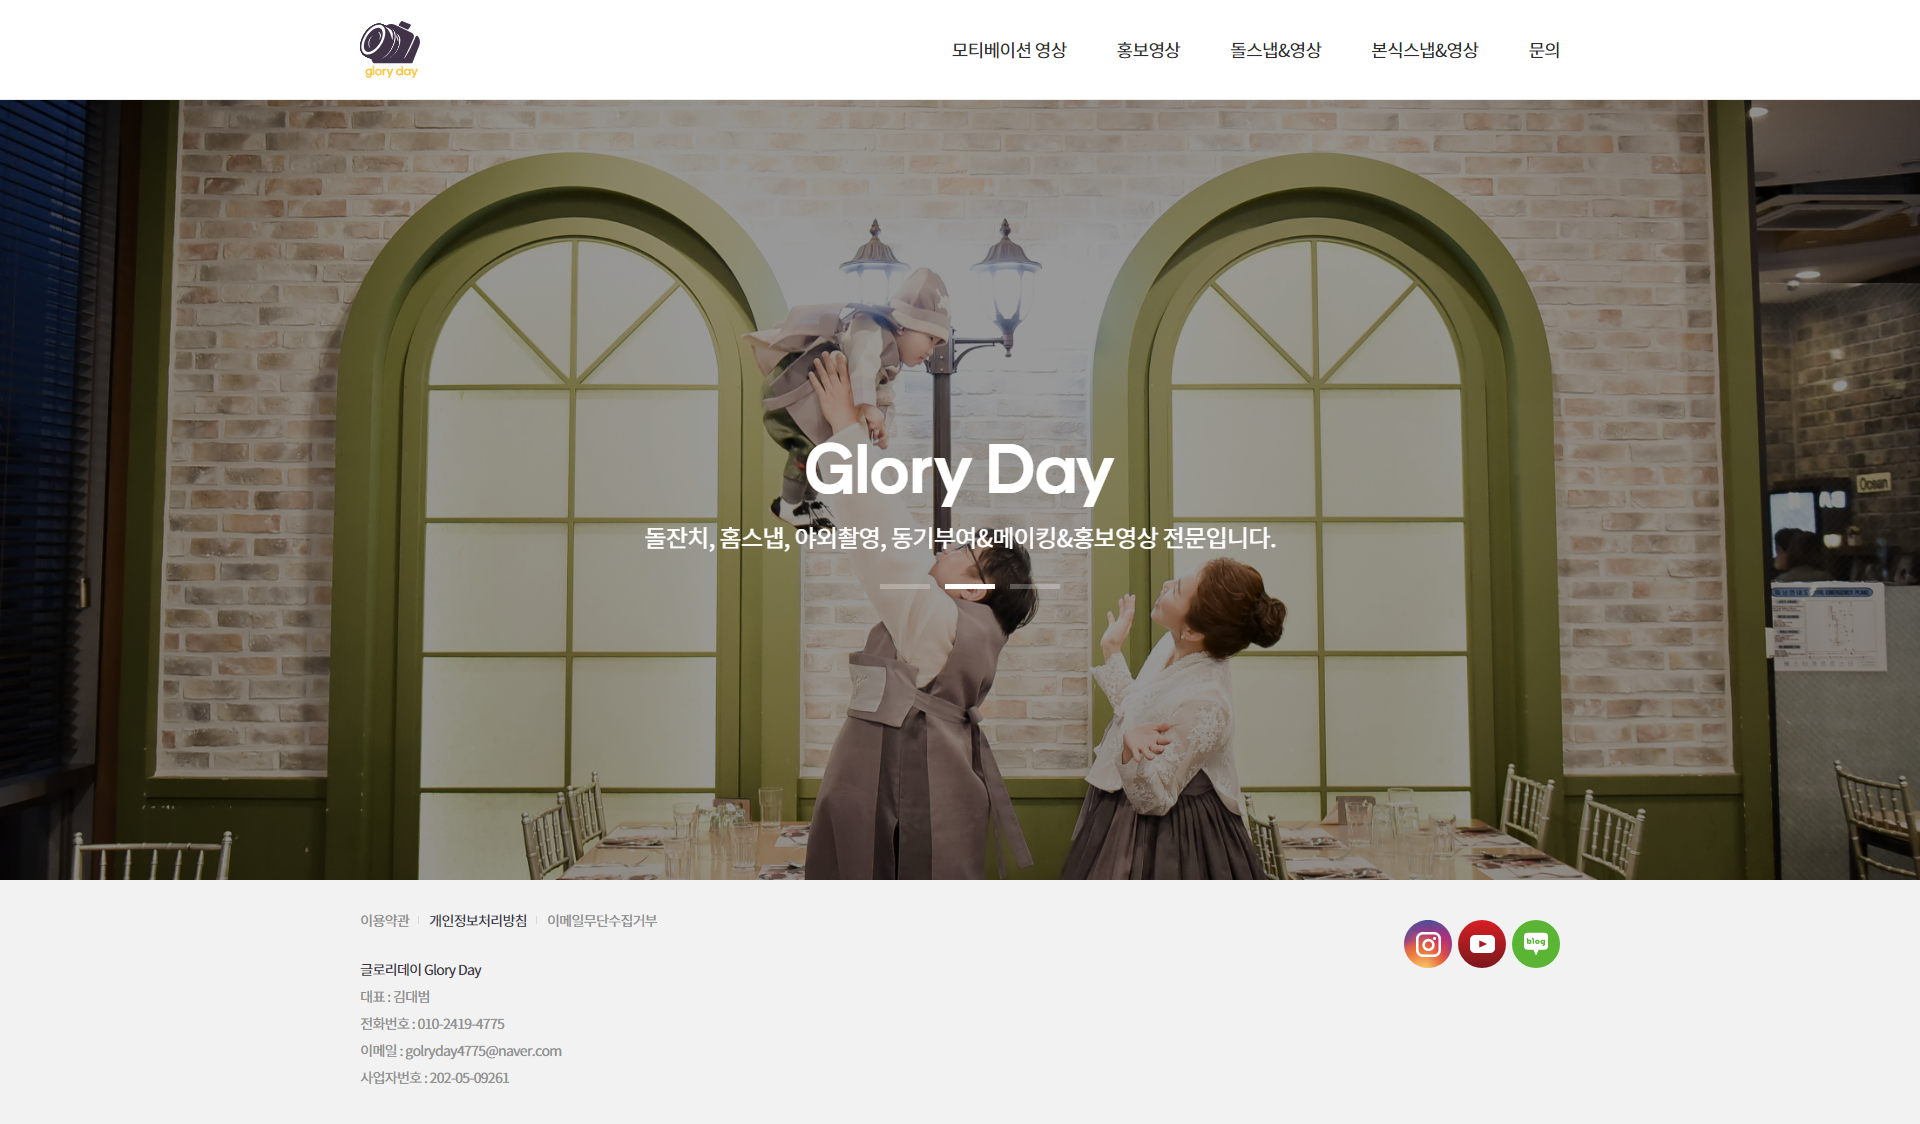 glory day
모티베이션 영상
홍보영상
돌스냅&영상
본식스냅&영상
문의
Glory Day
돌잔치, 홈스냅, 야외촬영, 동기부여&메이킹&홍보영상 전문입니다.
Ocean
이용약관
개인정보처리방침
이메일무단수집거부
blog
글로리데이 Glory Day
대표 : 김대범
전화번호 : 010-2419-4775
이메일 : golryday4775@naver.com
사업자번호 : 202-05-09261